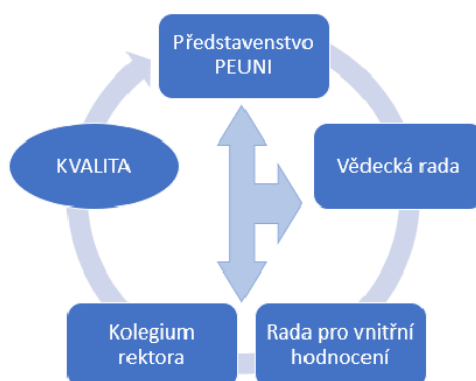 Představenstvo
PEUNI
KVALITA
Vědecká rada
Kolegium
rektora
Rada pro vnitřní
hodnocení